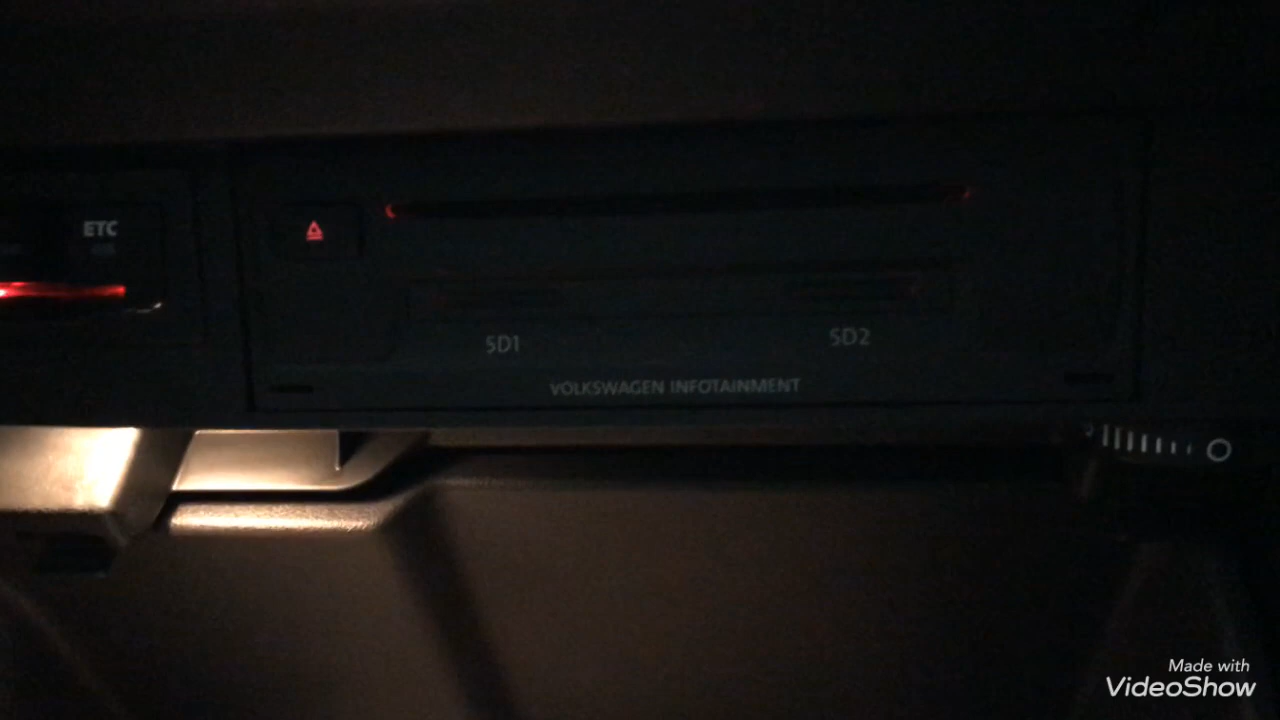 ETC
SD1
SD2
VOLKSWAGEN INFOTAINMENT
Made with
VideoShow